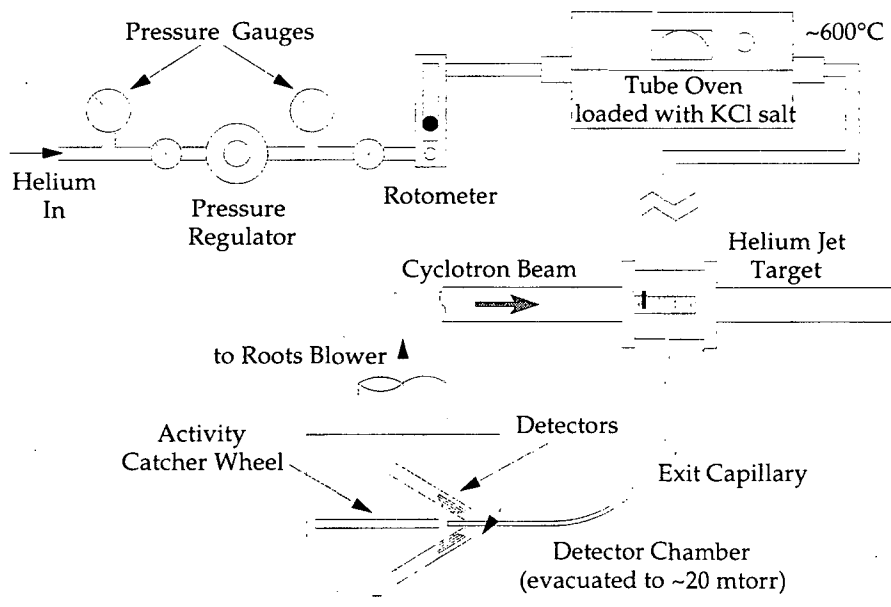 Pressure Gauges
~600°C
Tube Oven
loaded with KCl salt
Helium
In
Pressure
Regulator
Rotometer
Cyclotron Beam
Helium Jet
Target
to Roots Blower
Activity
Catcher Wheel
Detectors
Exit Capillary
Detector Chamber
(evacuated to ~20 mtorr)